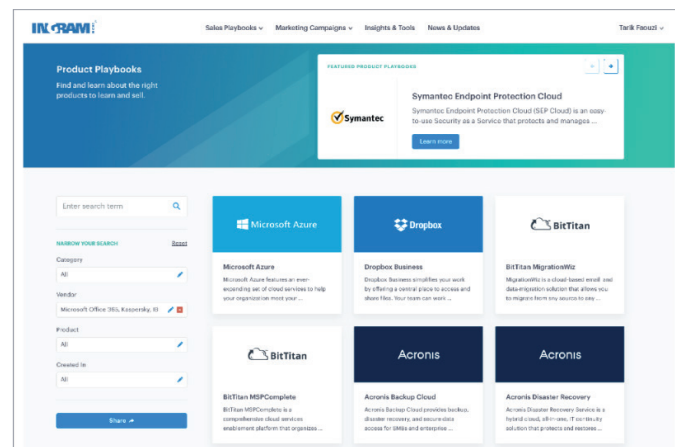 INGRAM
Sales Playbooks
Marketing Campaigns
Insights & Tools
News & Updates
Tarik Faouzi
Product Playbooks
Find and learn about the right
products to learn and sell.
FEATURED PRODUCT PLAYBOOKS
Symantec
Symantec Endpoint Protection Cloud
Symantec Endpoint Protection Cloud (SEP Cloud) is an easy-
to-use Security as a Service that protects and manages ...
Learn more
Enter search term
NARROW YOUR SEARCH
Reset
Category
All
Vendor
Microsoft Office 365, Kaspersky, Bi
Product
All
Created In
All
Share
Microsoft Azure
Microsoft Azure
Microsoft Azure features an ever-
expanding set of cloud services to help
your organization meet your ...
Dropbox
Dropbox Business
Dropbox Business simplifies your work
by offering a central place to access and
share files. Your team can work ...
BitTitan
BitTitan MigrationWiz
MigrationWiz is a cloud-based email- and
data-migration solution that allows you
to migrate from any source to any ...
BitTitan
BitTitan MSPComplete
BitTitan MSPComplete is a
comprehensive cloud services
enablement platform that organizes ...
Acronis
Acronis Backup Cloud
Acronis Backup Cloud provides backup,
disaster recovery, and secure data
access for SMBs and enterprise ...
Acronis
Acronis Disaster Recovery
Acronis Disaster Recovery Service is a
hybrid cloud, all-in-one, IT continuity
solution that protects and restores ...